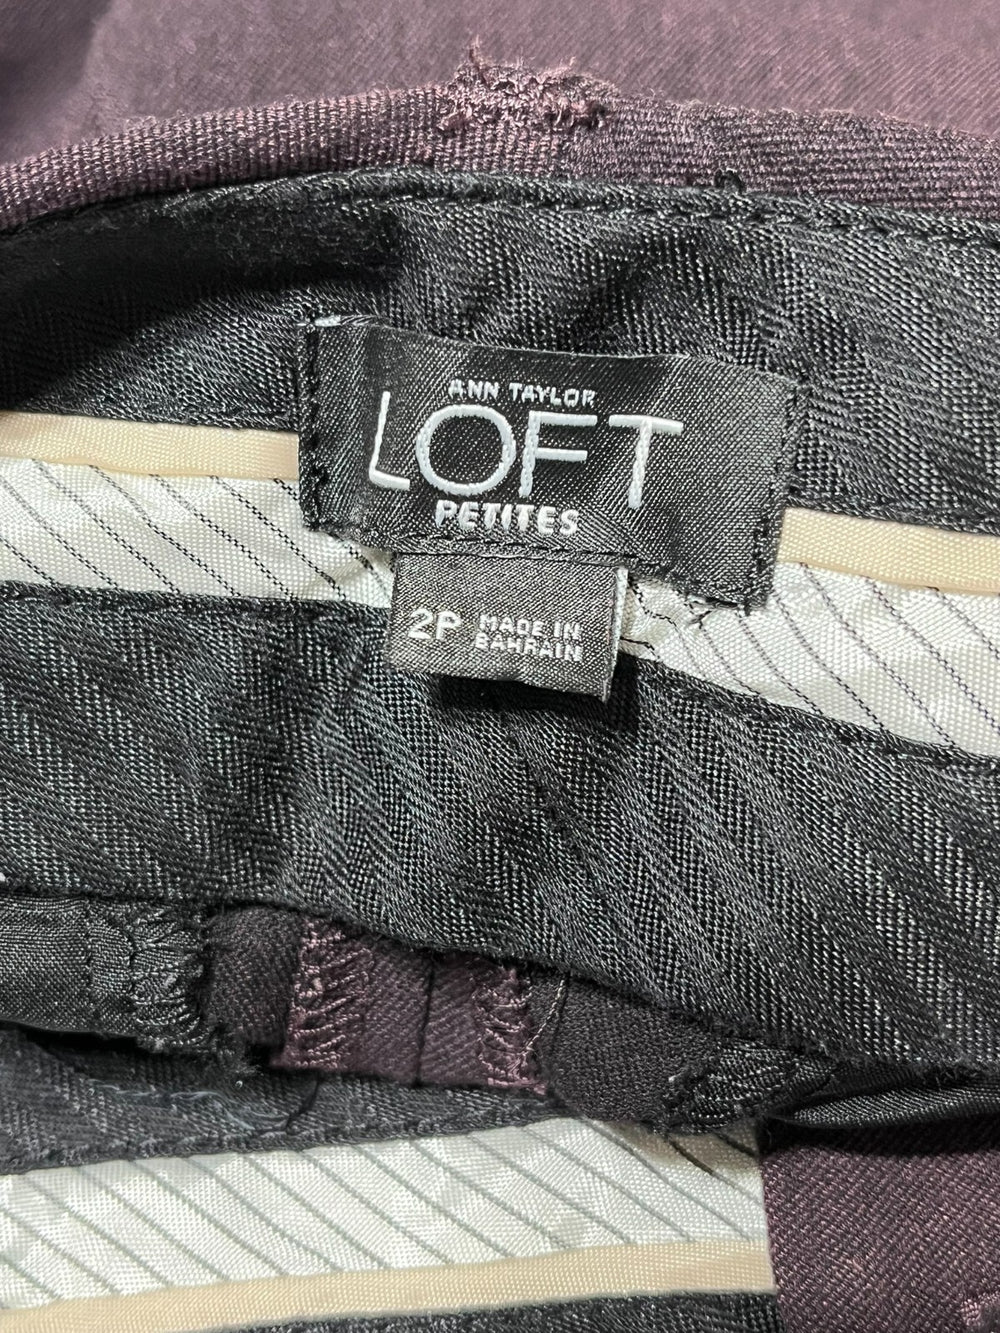 ANN TAYLOR
LOFT
PETITES
2P MADE IN
BAHRAIN